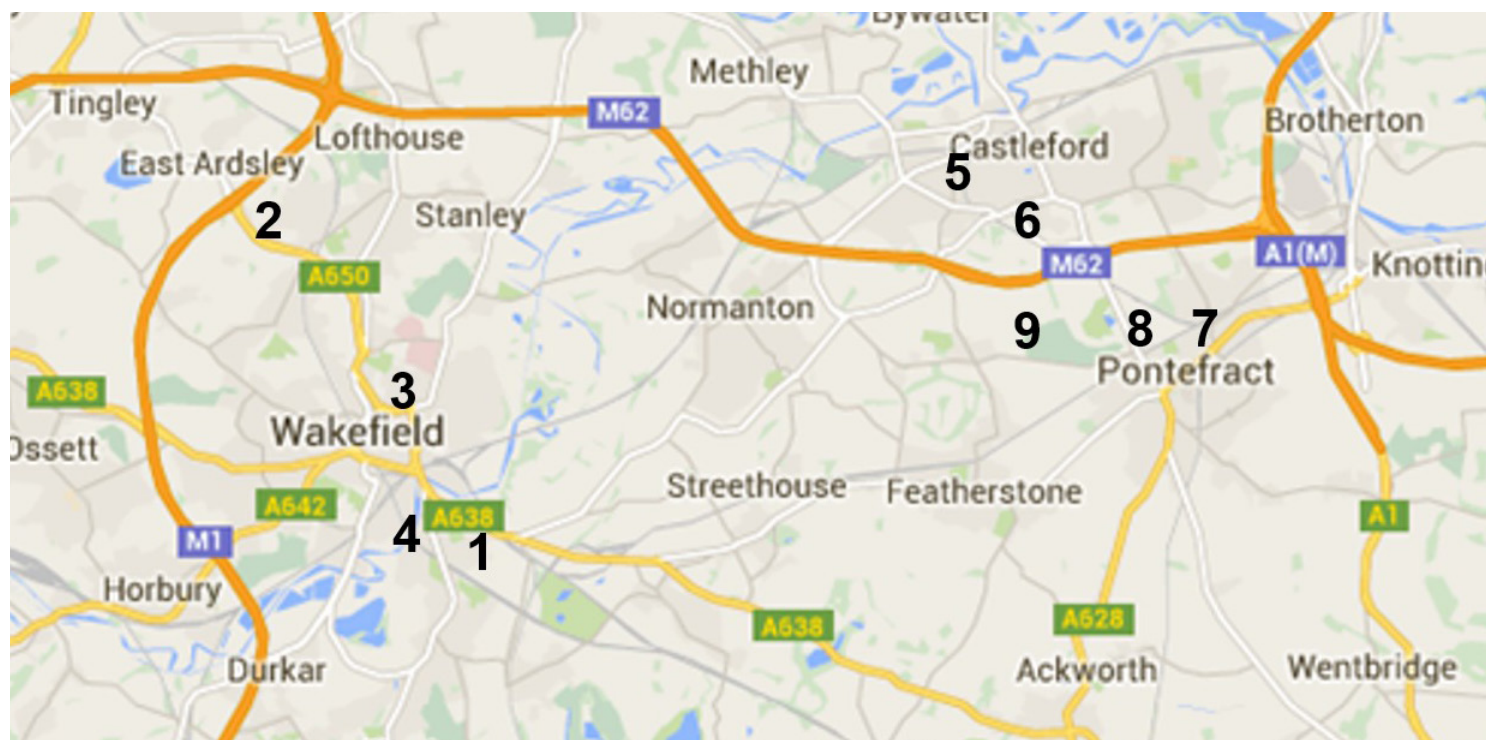 Bywater
Methley
Tingley
M62
Brotherton
Lofthouse
Castleford
East Ardsley
5
2
Stanley
6
A650
M62
A1(M)
Knottin
Normanton
9
8
7
Pontefract
A638
3
Wakefield
Ossett
Streethouse
Featherstone
A642
A638
A1
4
M1
1
Horbury
A638
A628
Durkar
Ackworth
Wentbridge